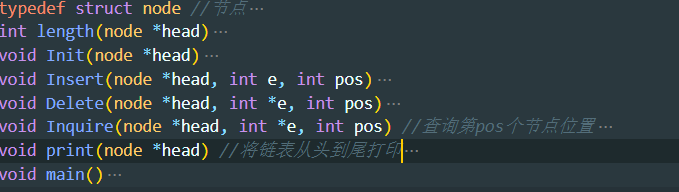 typedef struct node //节点…
int length(node *head)…
void Init(node *head)…
void Insert(node *head, int e, int pos)…
void Delete(node *head, int *e, int pos)…
void Inquire(node *head, int *e, int pos) //查询第pos个节点位置…
void print(node *head) //将链表从头到尾打印…
void main()…